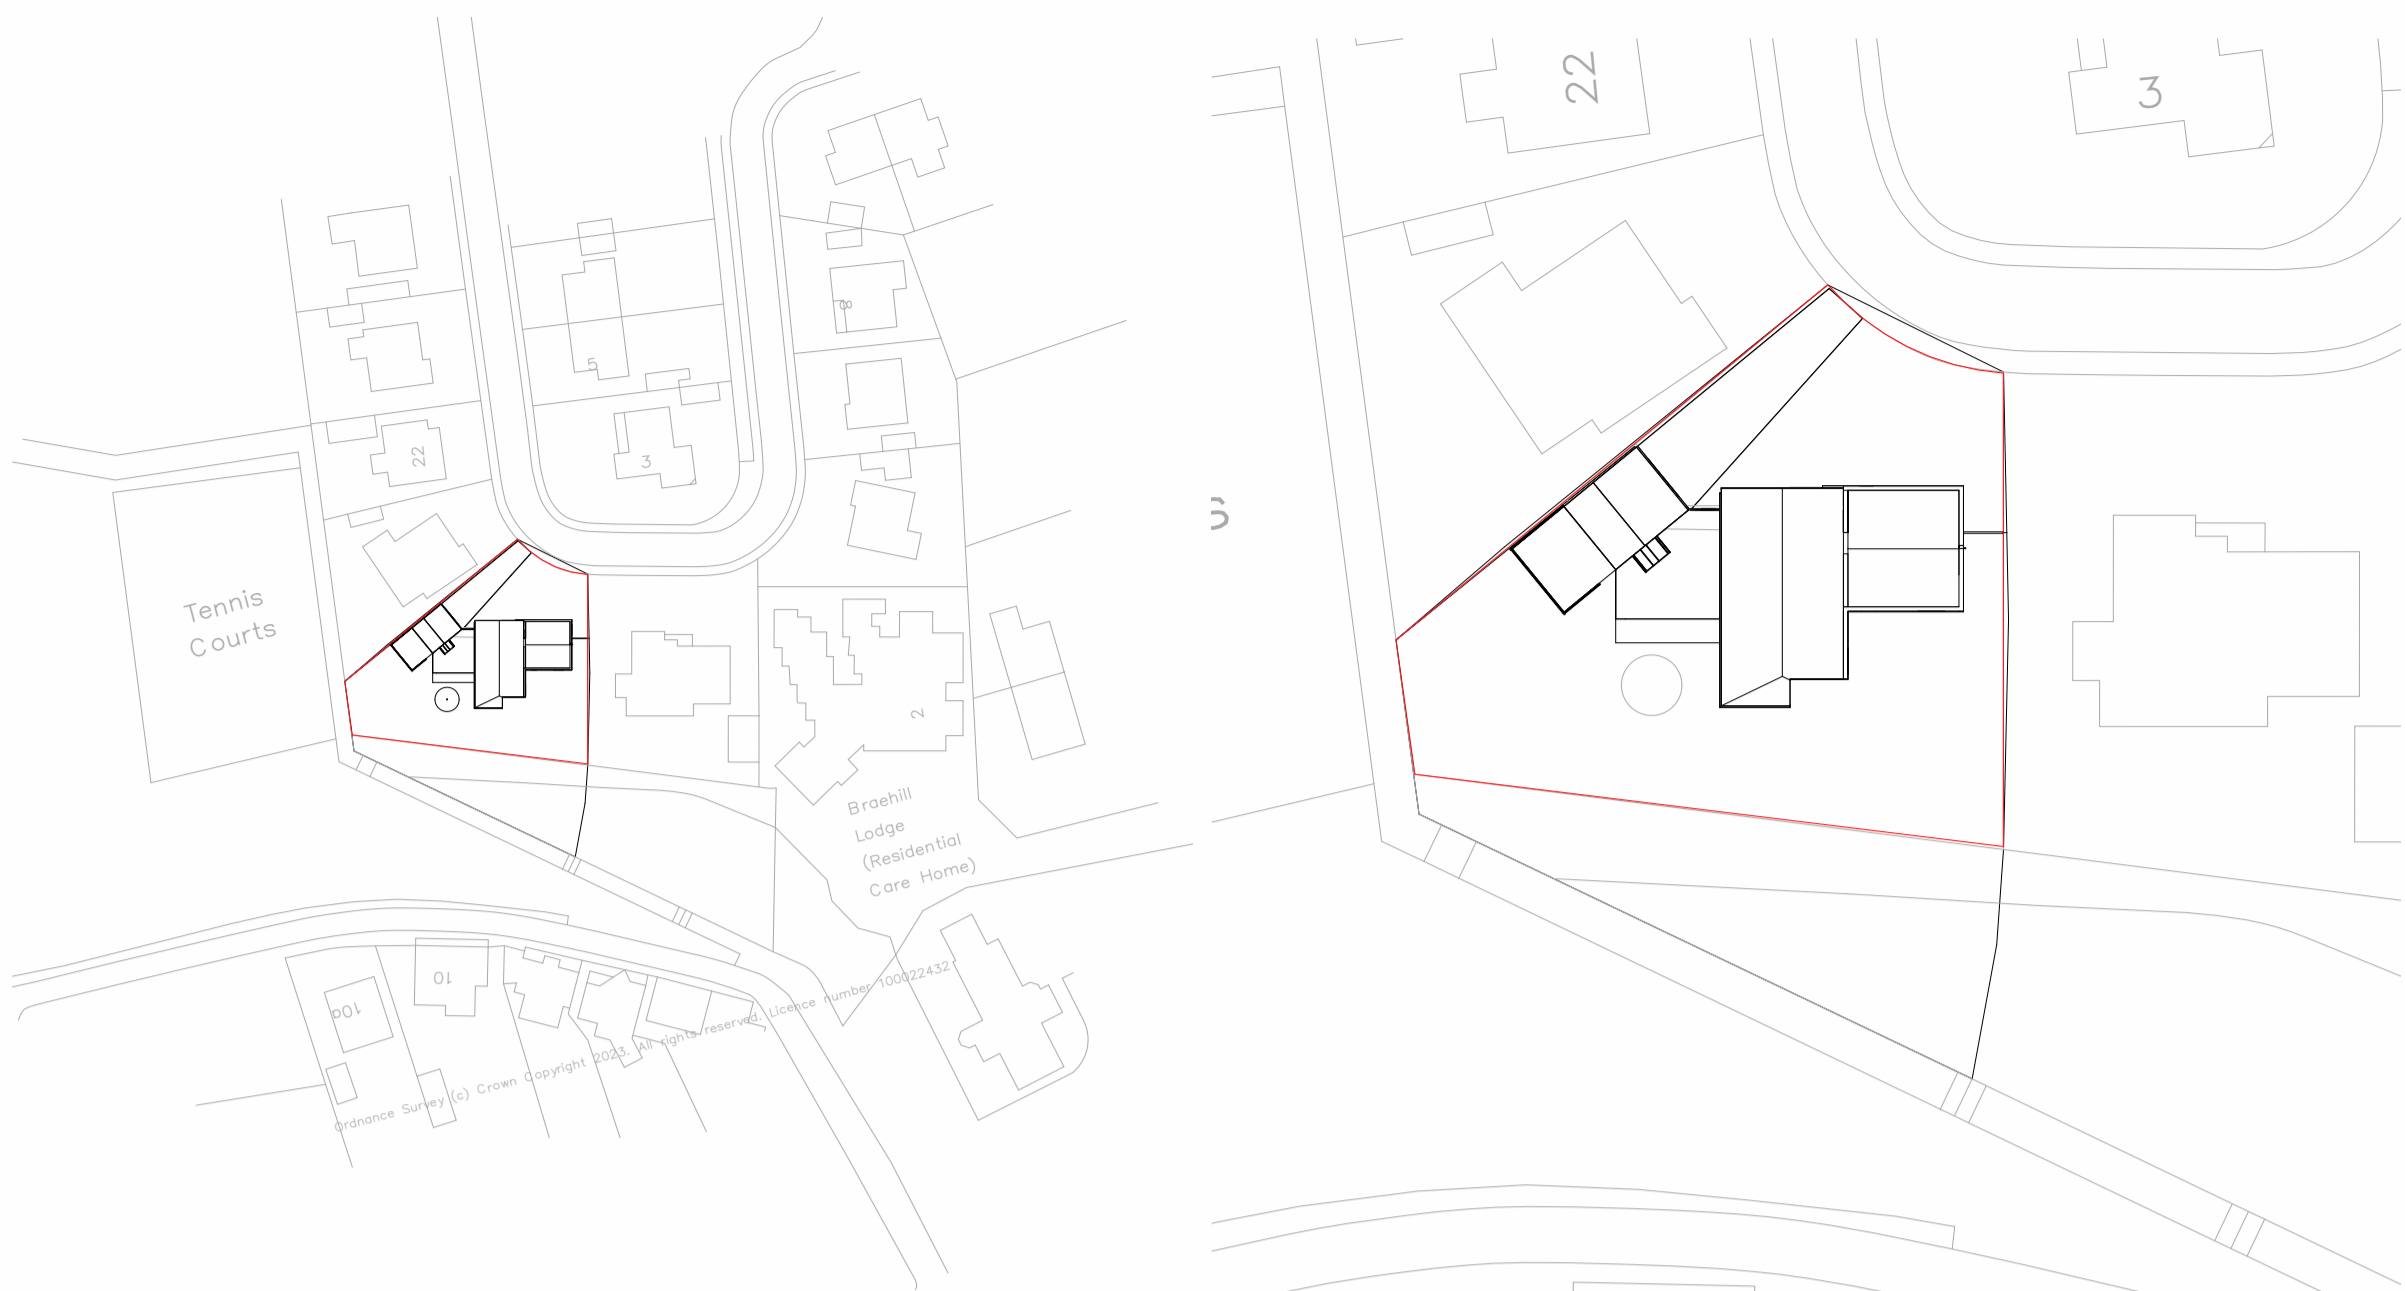 22
3
8
5
22
3
S
Tennis
Courts
2
Braehill
Lodge
(Residential
Care Home)
10
10a
Ordnance Survey (c) Crown Copyright 2023. All rights reserved. Licence number 100022432